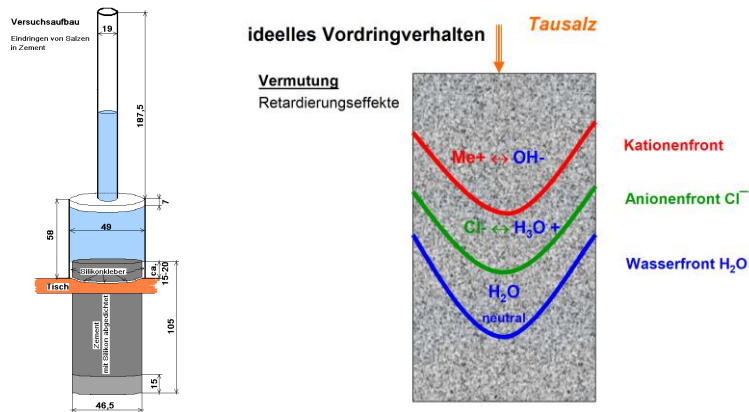 Versuchsaufbau
Eindringen von Salzen
in Zement
19
187,5
7
49
58
Silikonkleber
ca.
15-20
Tisch
Zement
mit Silikon abgedichtet
105
15
46,5
ideelles Vordringverhalten
Tausalz
Vermutung
Retardierungseffekte
Me+ ↔ OH-
Kationenfront
Cl- ↔ H₃O +
Anionenfront Cl⁻
H₂O
neutral
Wasserfront H₂O